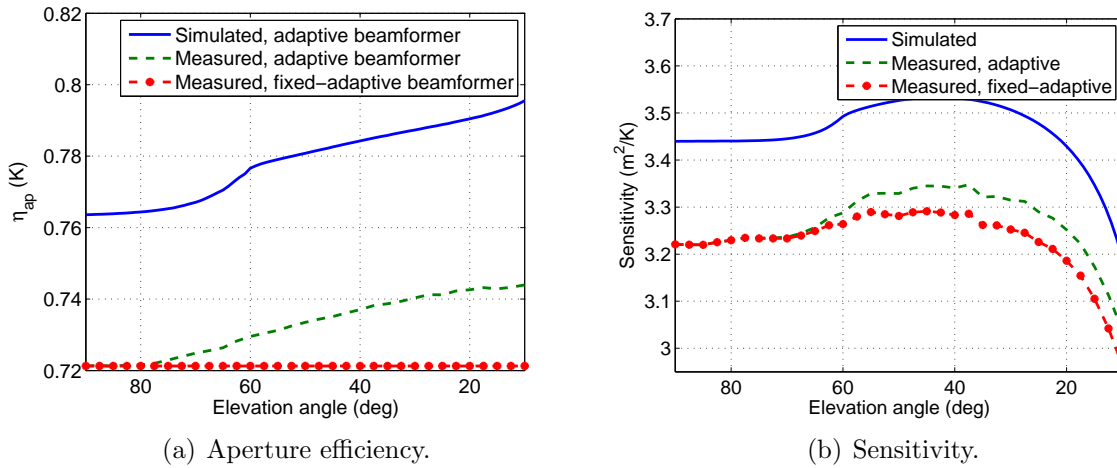 0.82
0.8
0.78
0.76
0.74
0.72
η_ap (K)
Simulated, adaptive beamformer
Measured, adaptive beamformer
Measured, fixed−adaptive beamformer
80
60
40
20
Elevation angle (deg)
(a) Aperture efficiency.
3.7
3.6
3.5
3.4
3.3
3.2
3.1
3
Sensitivity (m²/K)
Simulated
Measured, adaptive
Measured, fixed−adaptive
80
60
40
20
Elevation angle (deg)
(b) Sensitivity.